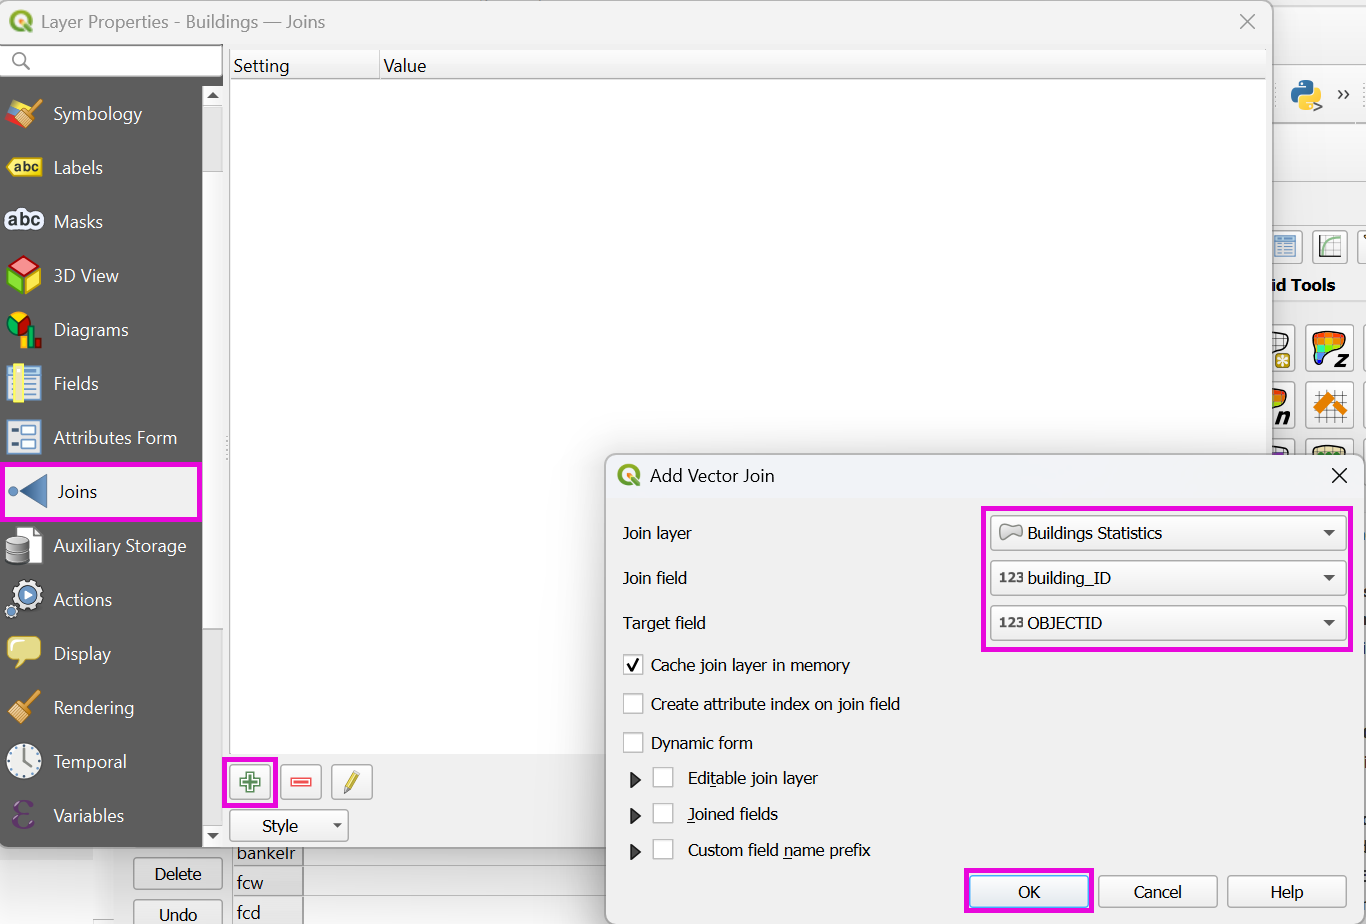 Layer Properties - Buildings — Joins
Setting
Value
Symbology
abc
Labels
abc
Masks
3D View
Diagrams
Fields
Attributes Form
Joins
Auxiliary Storage
Actions
Display
Rendering
Temporal
ε
Variables
Style
id Tools
z
n
Add Vector Join
Join layer
Buildings Statistics
Join field
123 building_ID
Target field
123 OBJECTID
Cache join layer in memory
Create attribute index on join field
Dynamic form
Editable join layer
Joined fields
Custom field name prefix
OK
Cancel
Help
Delete
Undo
bankelr
fcw
fcd